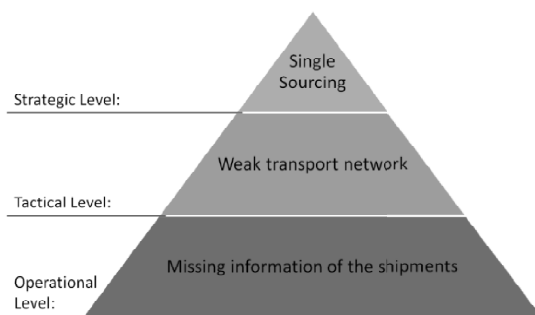 Single
Sourcing
Strategic Level:
Weak transport network
Tactical Level:
Missing information of the shipments
Operational
Level: